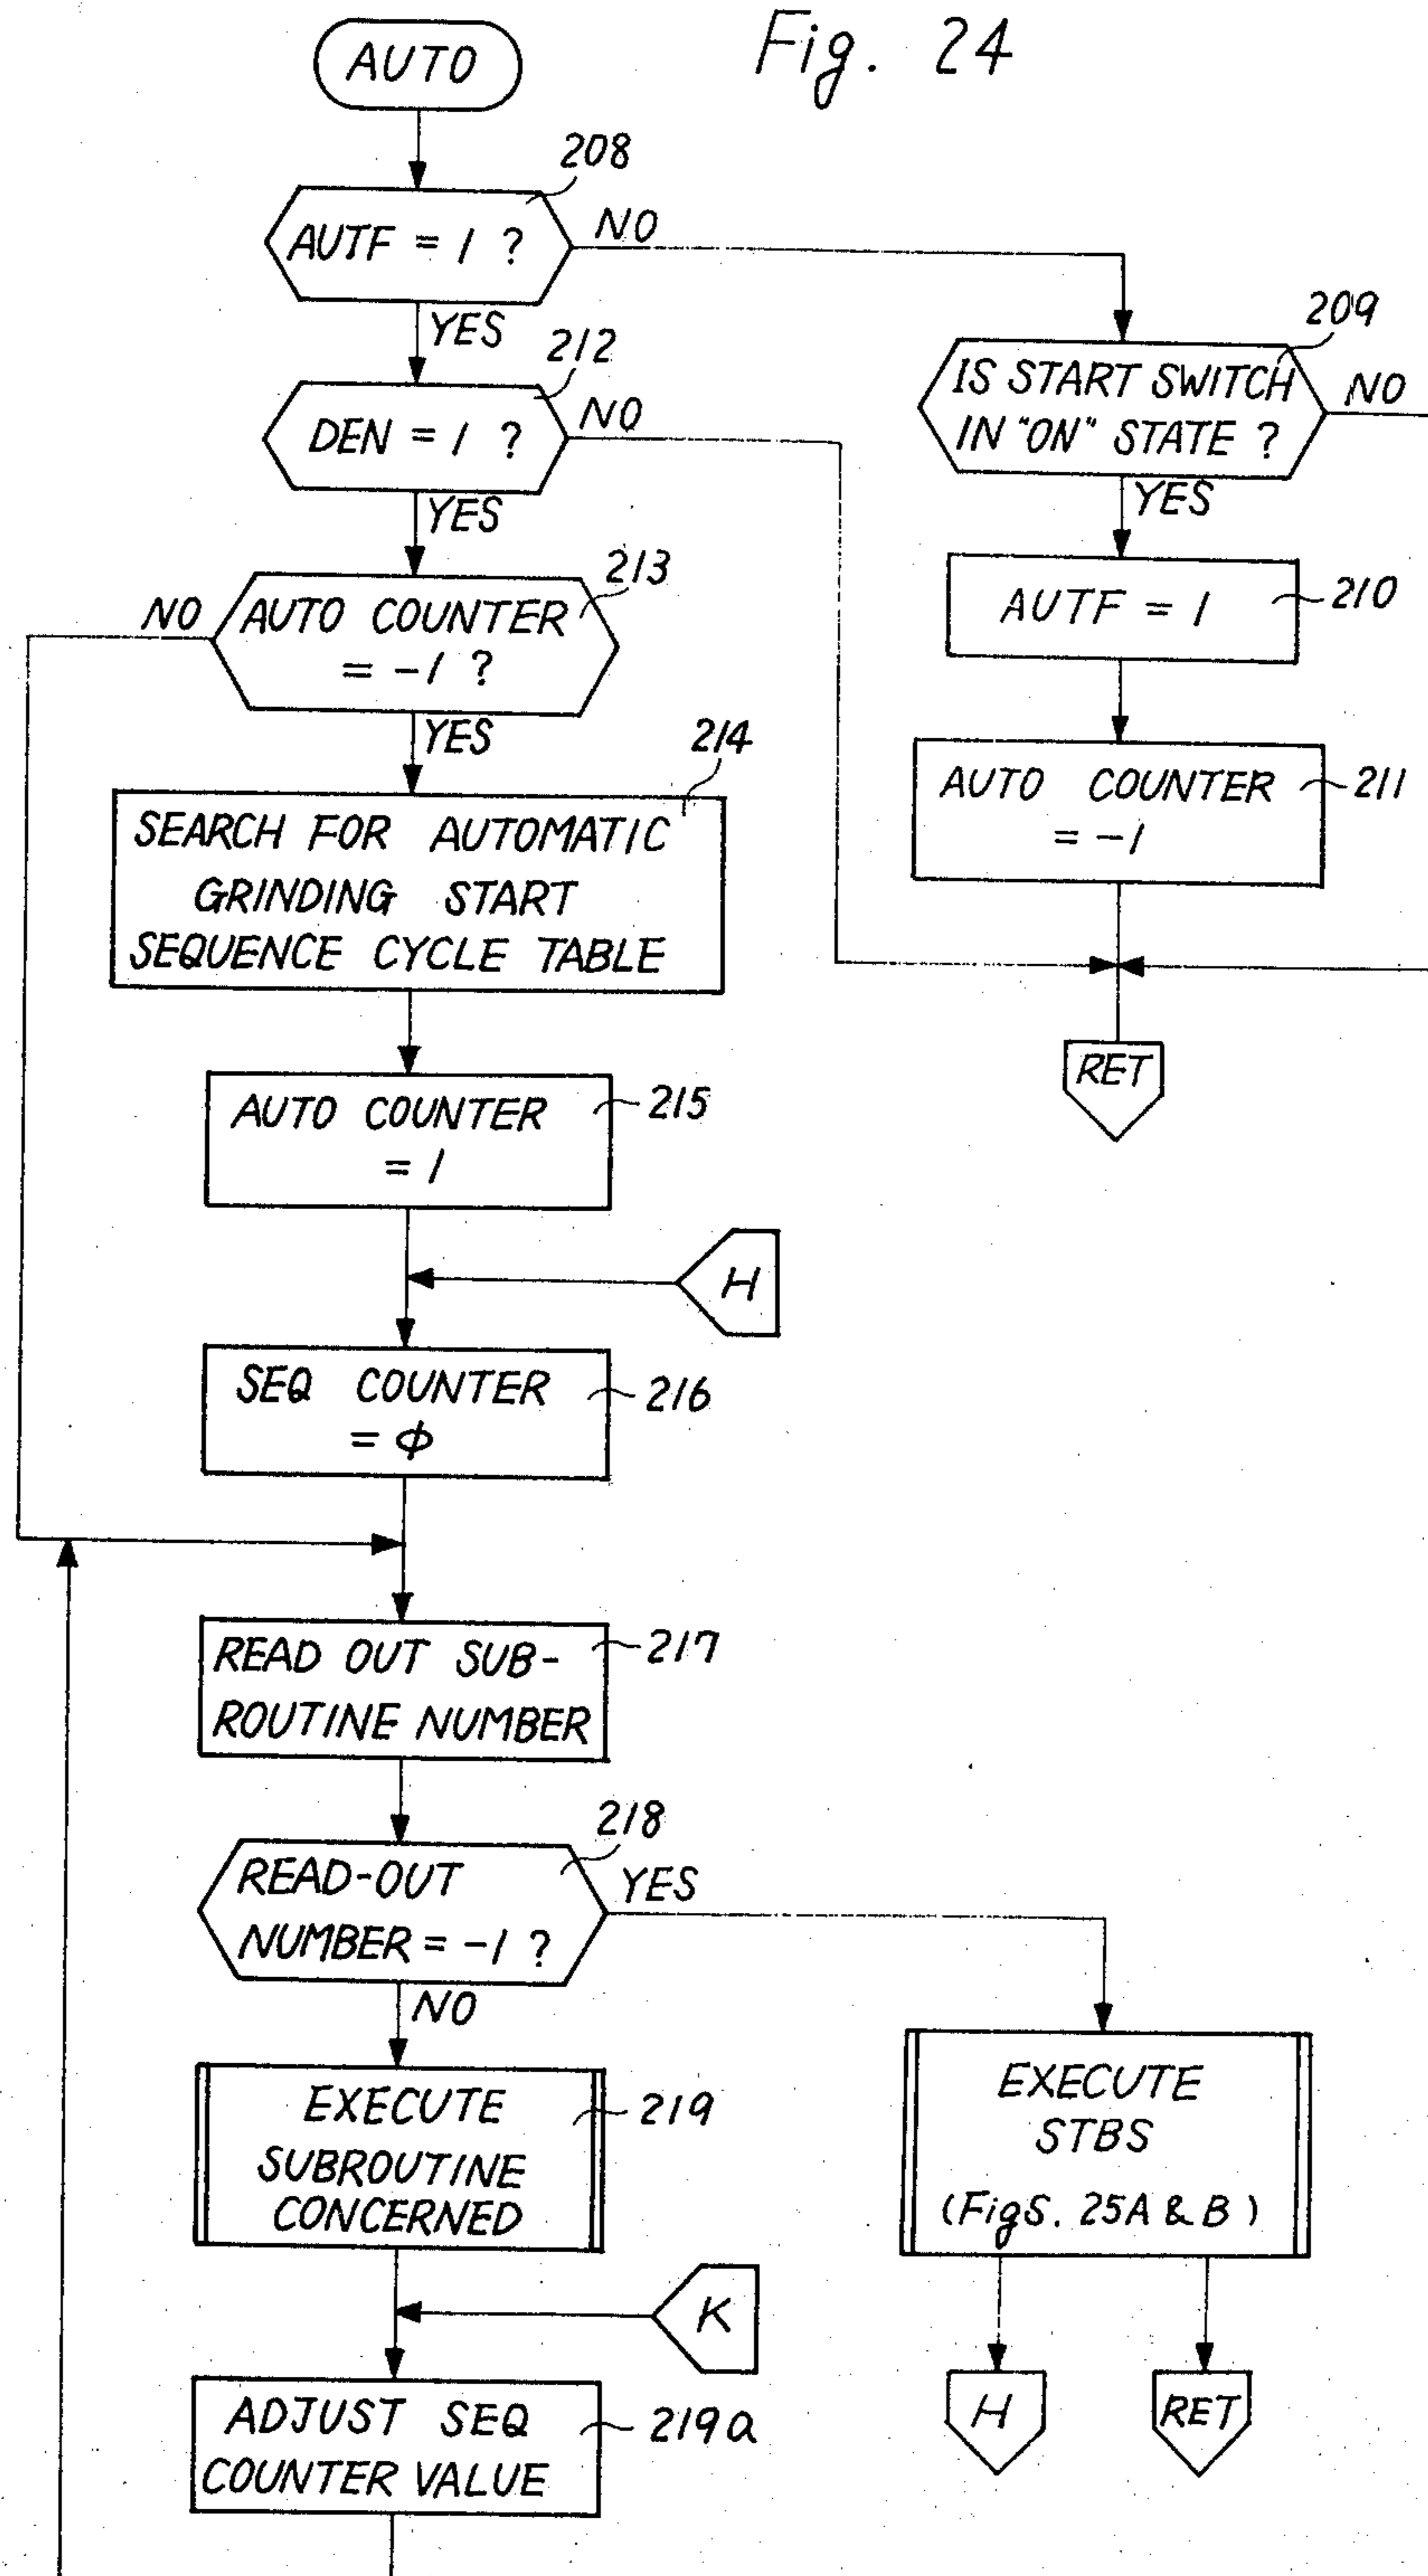 Fig. 24
AUTO
208
AUTF = 1 ?
NO
YES
209
IS START SWITCH
IN "ON" STATE ?
NO
YES
212
DEN = 1 ?
NO
YES
210
AUTF = 1
213
AUTO COUNTER
= -1 ?
NO
YES
211
AUTO COUNTER
= -1
214
SEARCH FOR AUTOMATIC
GRINDING START
SEQUENCE CYCLE TABLE
RET
215
AUTO COUNTER
= 1
H
216
SEQ COUNTER
= ϕ
217
READ OUT SUB-
ROUTINE NUMBER
218
READ-OUT
NUMBER = -1 ?
YES
NO
219
EXECUTE
SUBROUTINE
CONCERNED
EXECUTE
STBS
(FigS. 25A & B)
K
H
RET
219a
ADJUST SEQ
COUNTER VALUE